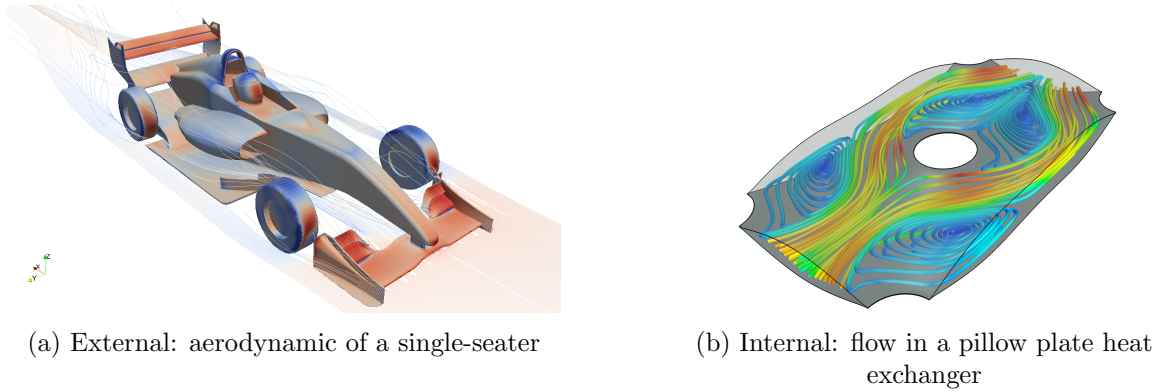 Z
X
Y
(a) External: aerodynamic of a single-seater
(b) Internal: flow in a pillow plate heat
exchanger